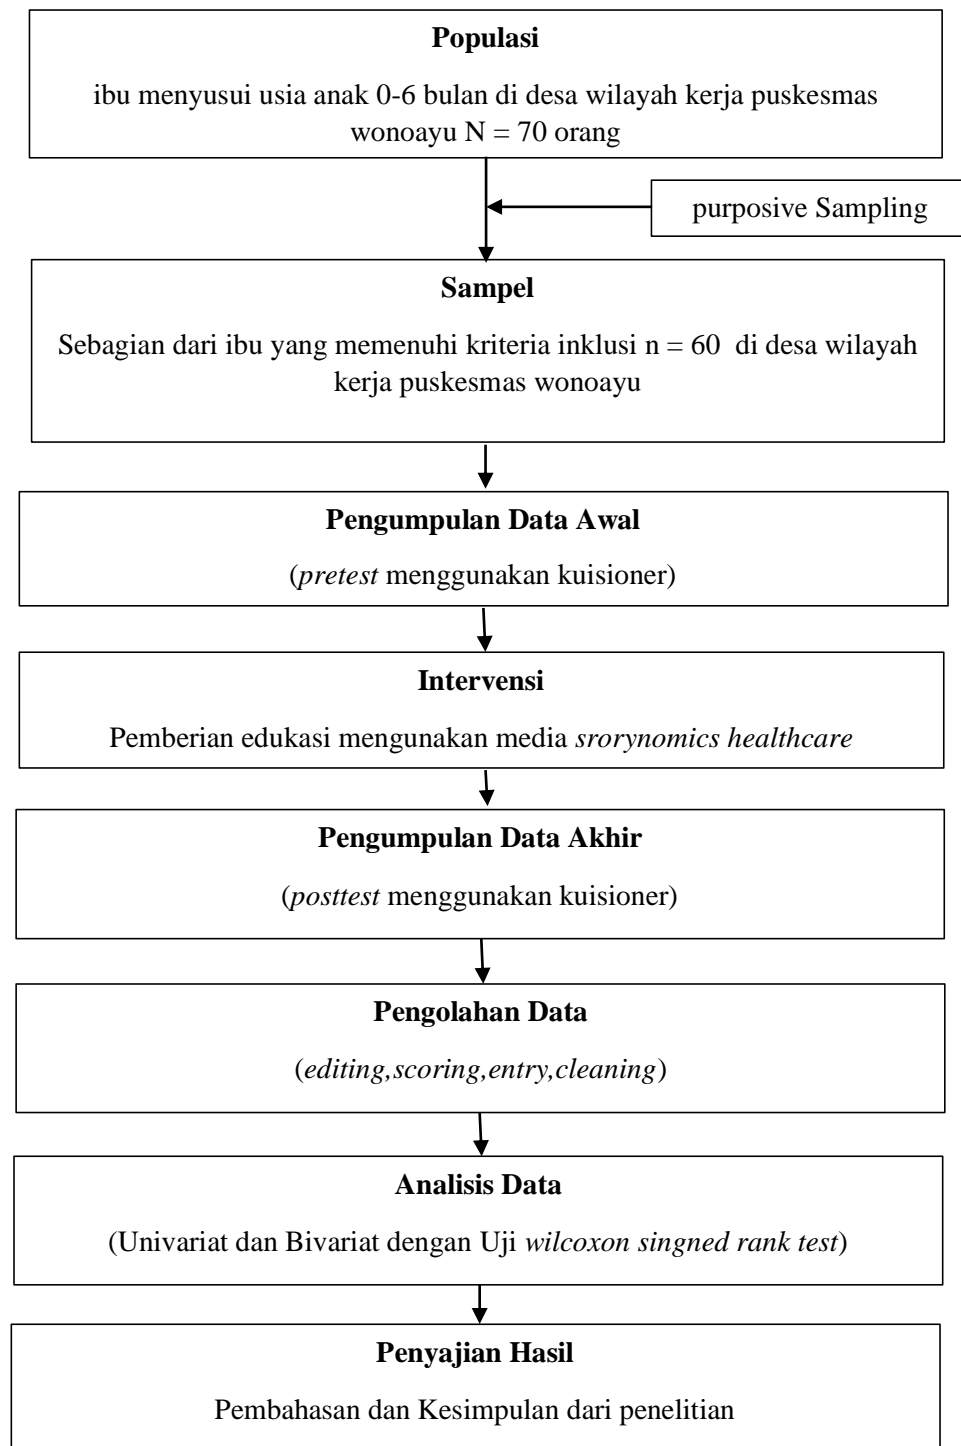 Populasi
ibu menyusui usia anak 0-6 bulan di desa wilayah kerja puskesmas
wonoayu N = 70 orang
purposive Sampling
Sampel
Sebagian dari ibu yang memenuhi kriteria inklusi n = 60 di desa wilayah
kerja puskesmas wonoayu
Pengumpulan Data Awal
(pretest menggunakan kuisioner)
Intervensi
Pemberian edukasi mengunakan media srorynomics healthcare
Pengumpulan Data Akhir
(posttest menggunakan kuisioner)
Pengolahan Data
(editing,scoring,entry,cleaning)
Analisis Data
(Univariat dan Bivariat dengan Uji wilcoxon singned rank test)
Penyajian Hasil
Pembahasan dan Kesimpulan dari penelitian